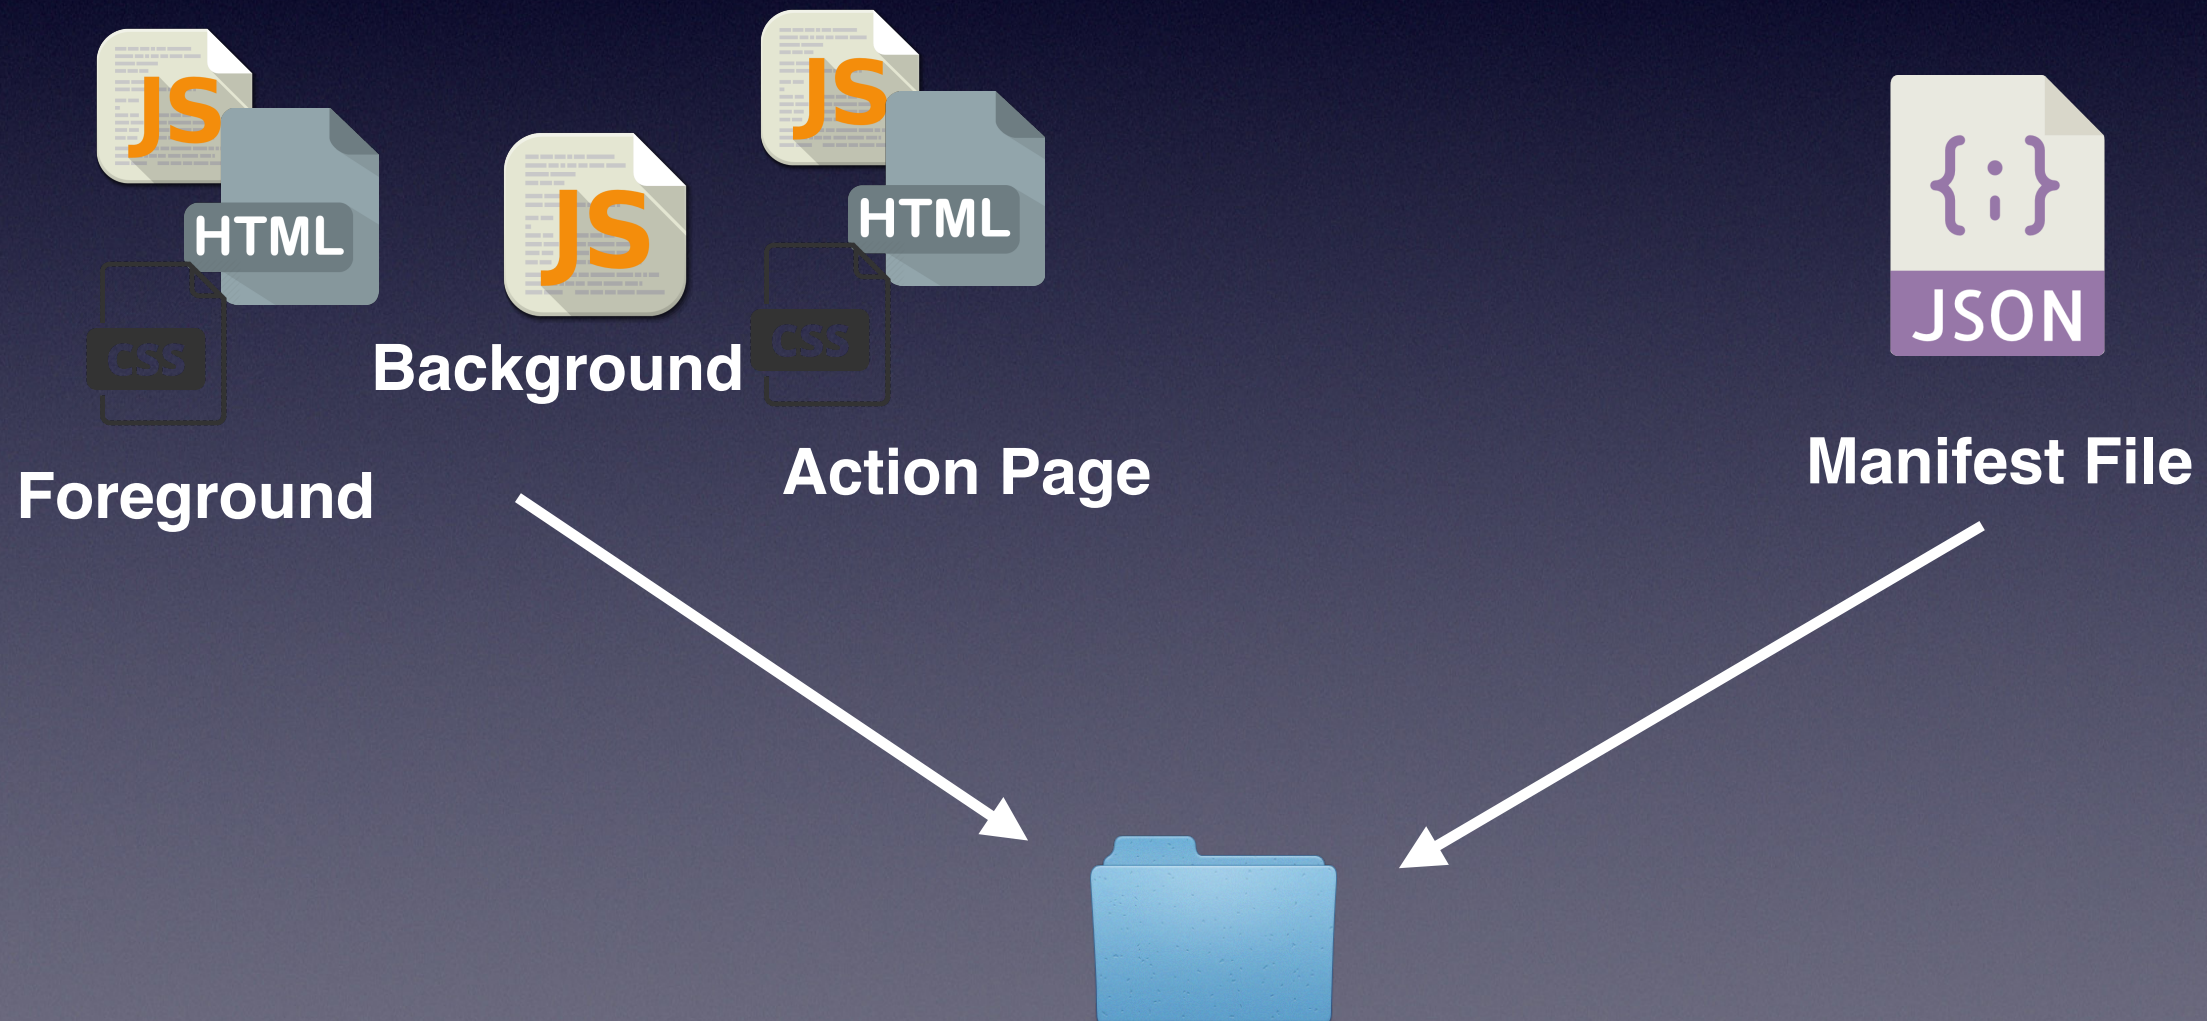 JS
HTML
CSS
Foreground
JS
Background
JS
HTML
CSS
Action Page
JSON
Manifest File